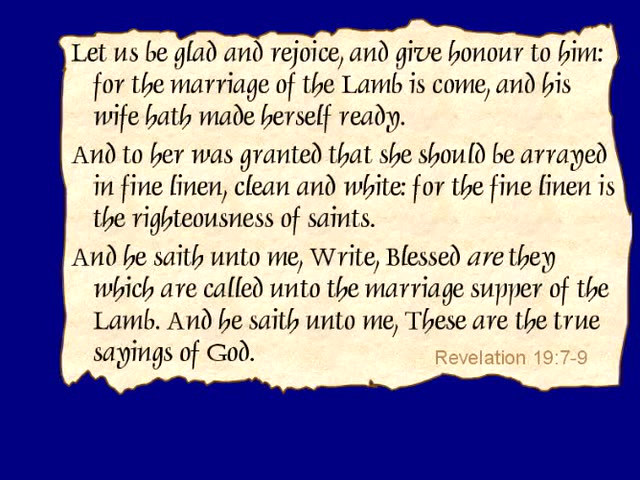 Let us be glad and rejoice, and give honour to him:
for the marriage of the Lamb is come, and his
wife hath made herself ready.
And to her was granted that she should be arrayed
in fine linen, clean and white: for the fine linen is
the righteousness of saints.
And he saith unto me, Write, Blessed are they
which are called unto the marriage supper of the
Lamb. And he saith unto me, These are the true
sayings of God.
Revelation 19:7-9